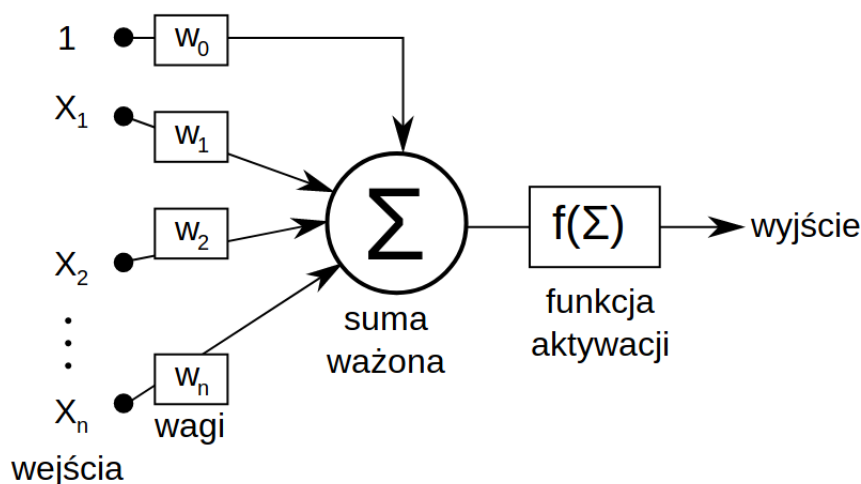 1
w0
X1
w1
X2
w2
Xn
wn
wejścia
wagi
Σ
suma
ważona
f(Σ)
funkcja
aktywacji
wyjście